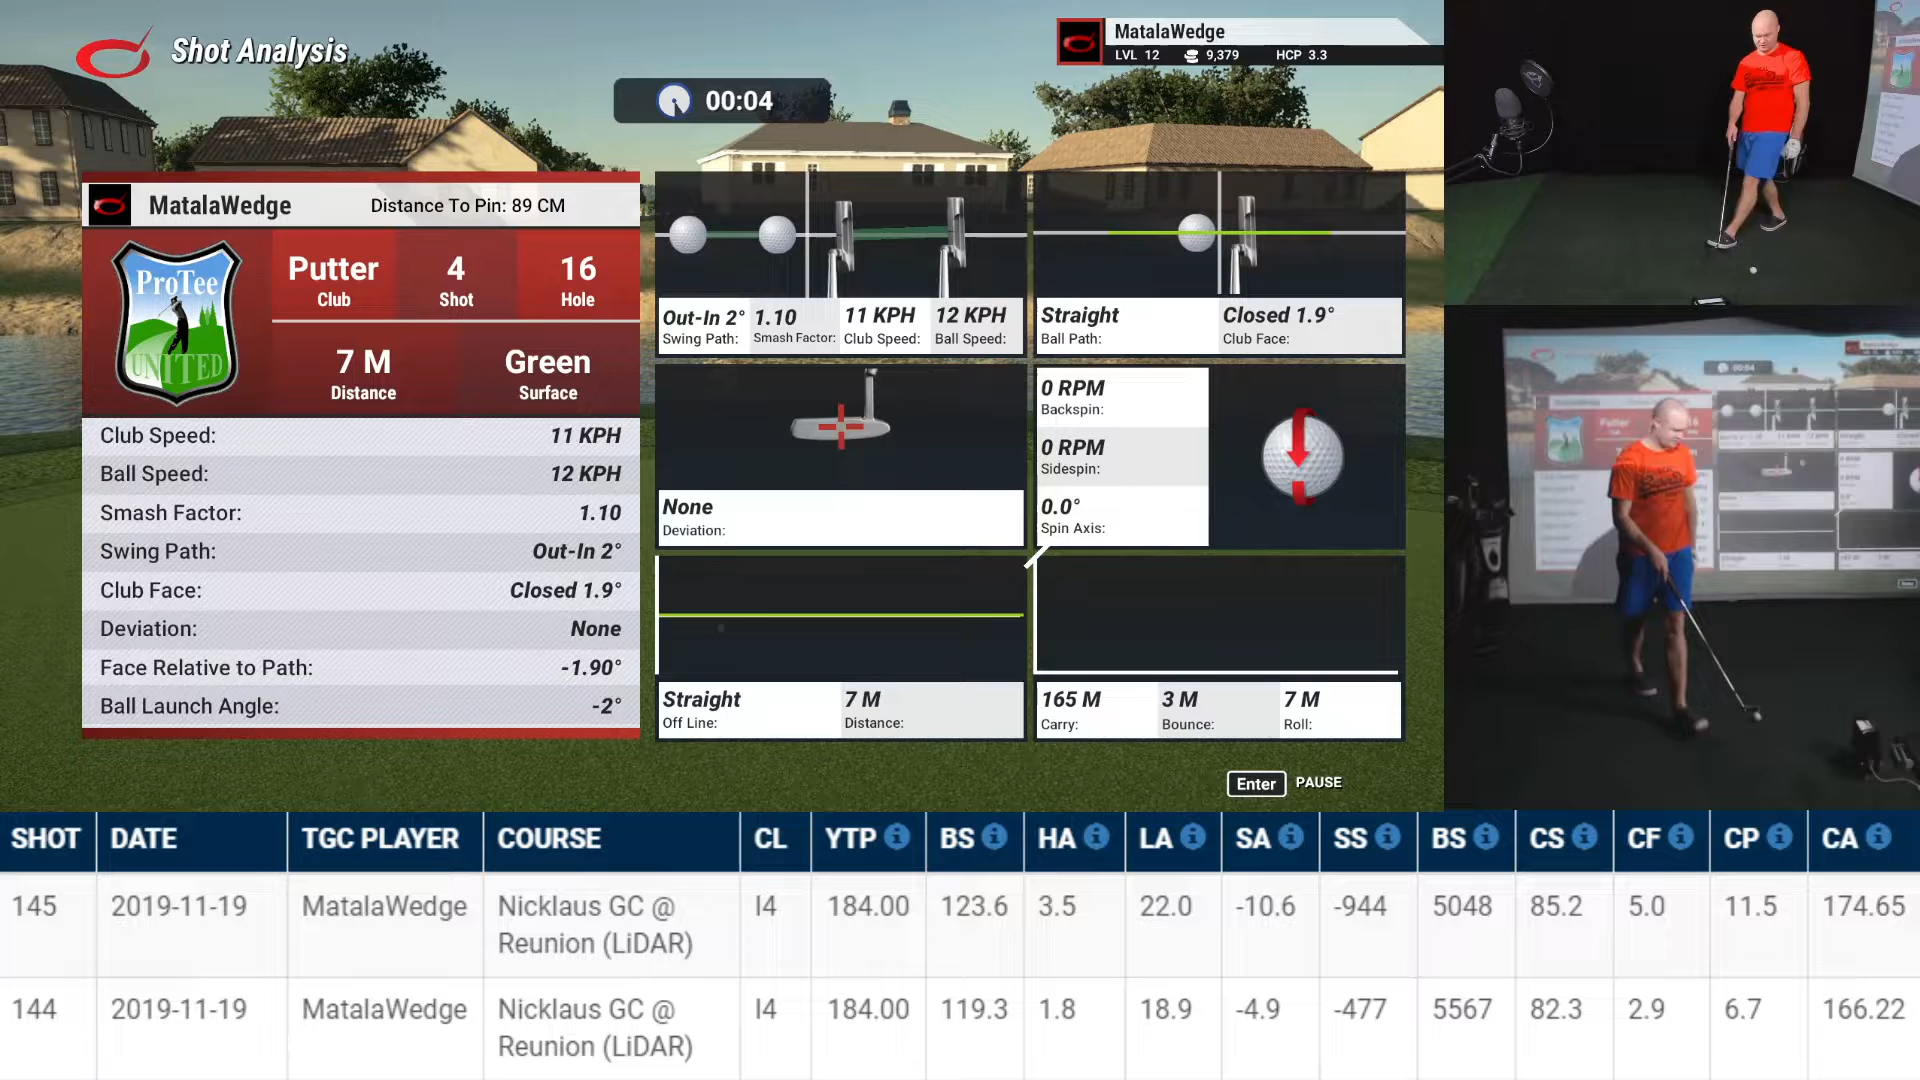 Shot Analysis
MatalaWedge
LVL 12 9,379 HCP 3.3
00:04
MatalaWedge Distance To Pin: 89 CM
ProTee
UNITED
Putter 4 16
Club Shot Hole
7 M Green
Distance Surface
Club Speed: 11 KPH
Ball Speed: 12 KPH
Smash Factor: 1.10
Swing Path: Out-In 2°
Club Face: Closed 1.9°
Deviation: None
Face Relative to Path: -1.90°
Ball Launch Angle: -2°
Out-In 2° 1.10 11 KPH 12 KPH
Swing Path: Smash Factor: Club Speed: Ball Speed:
Straight Closed 1.9°
Ball Path: Club Face:
None
Deviation:
0 RPM
Backspin:
0 RPM
Sidespin:
0.0°
Spin Axis:
Straight 7 M
Off Line: Distance:
165 M 3 M 7 M
Carry: Bounce: Roll:
Enter PAUSE
SHOT DATE TGC PLAYER COURSE CL YTP BS HA LA SA SS BS CS CF CP CA
145 2019-11-19 MatalaWedge Nicklaus GC @ I4 184.00 123.6 3.5 22.0 -10.6 -944 5048 85.2 5.0 11.5 174.65
Reunion (LiDAR)
144 2019-11-19 MatalaWedge Nicklaus GC @ I4 184.00 119.3 1.8 18.9 -4.9 -477 5567 82.3 2.9 6.7 166.22
Reunion (LiDAR)